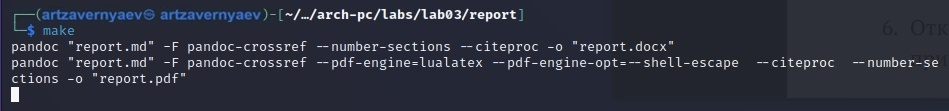 ┌──(artzavernyaev㉿artzavernyaev)-[~/…/arch-pc/labs/lab03/report]
└─$ make
pandoc "report.md" -F pandoc-crossref --number-sections --citeproc -o "report.docx"
pandoc "report.md" -F pandoc-crossref --pdf-engine=lualatex --pdf-engine-opt=--shell-escape  --citeproc  --number-se
ctions -o "report.pdf"
6. Отк